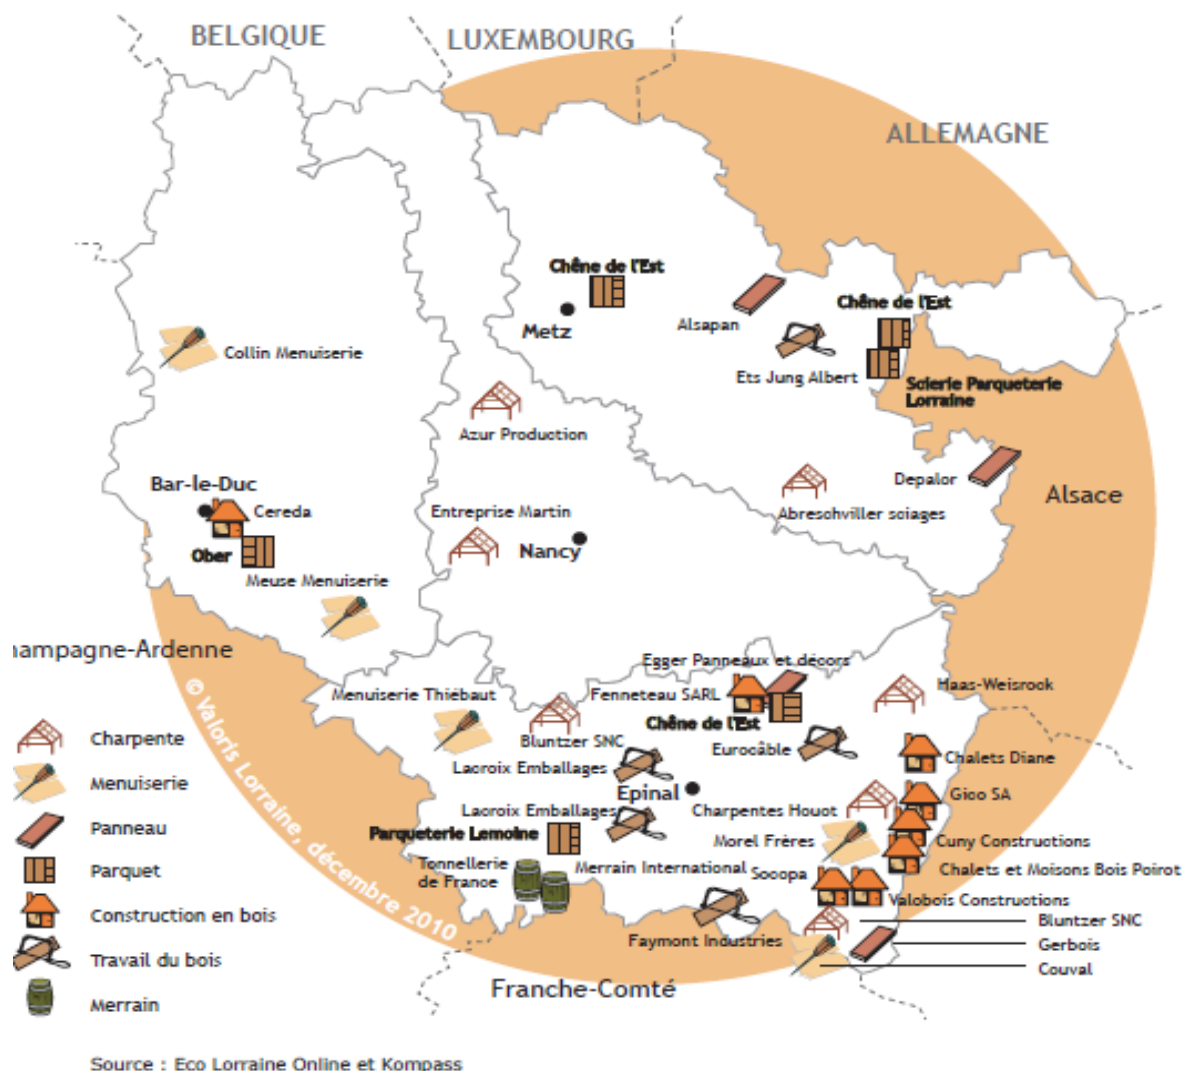 BELGIQUE
LUXEMBOURG
ALLEMAGNE
Chêne de l'Est
Metz
Alsapan
Chêne de l'Est
Ets Jung Albert
Scierie Parqueterie
Lorraine
Collin Menuiserie
Azur Production
Depalor
Alsace
Bar-le-Duc
Cereda
Entreprise Martin
Abreschviller sciages
Ober
Nancy
Meuse Menuiserie
hampagne-Ardenne
Egger Panneaux et décors
Menuiserie Thiébaut
Fenneteau SARL
Haas-Weisrock
Chêne de l'Est
Bluntzer SNC
Eurocâble
Lacroix Emballages
Chalets Diane
Epinal
Gico SA
Lacroix Emballages
Charpentes Houot
Parqueterie Lemoine
Morel Frères
Cuny Constructions
Tonnellerie
de France
Merrain International
Socopa
Chalets et Moisons Bois Poirot
Valobois Constructions
Bluntzer SNC
Faymont Industries
Gerbois
Couval
Franche-Comté
© Valoris Lorraine, décembre 2010
Charpente
Menuiserie
Panneau
Parquet
Construction en bois
Travail du bois
Merrain
Source : Eco Lorraine Online et Kompass